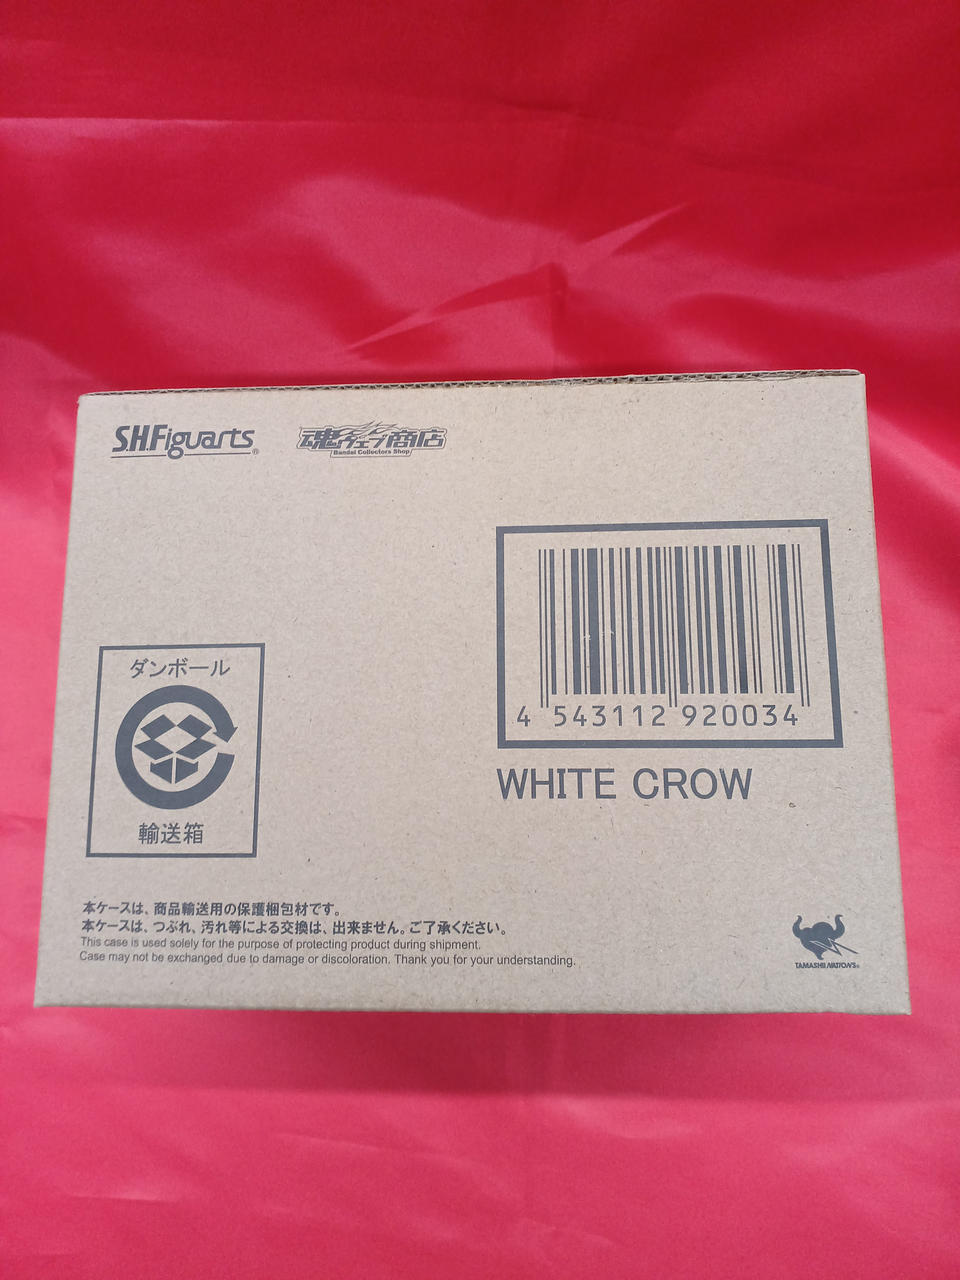 S.H.Figuarts®
魂ウェブ商店
Bandai Collectors Shop
4 543112 920034
WHITE CROW
ダンボール
輸送箱
本ケースは、商品輸送用の保護梱包材です。
本ケースは、つぶれ、汚れ等による交換は、出来ません。ご了承ください。
This case is used solely for the purpose of protecting product during shipment.
Case may not be exchanged due to damage or discoloration. Thank you for your understanding.
TAMASHII NATIONS®